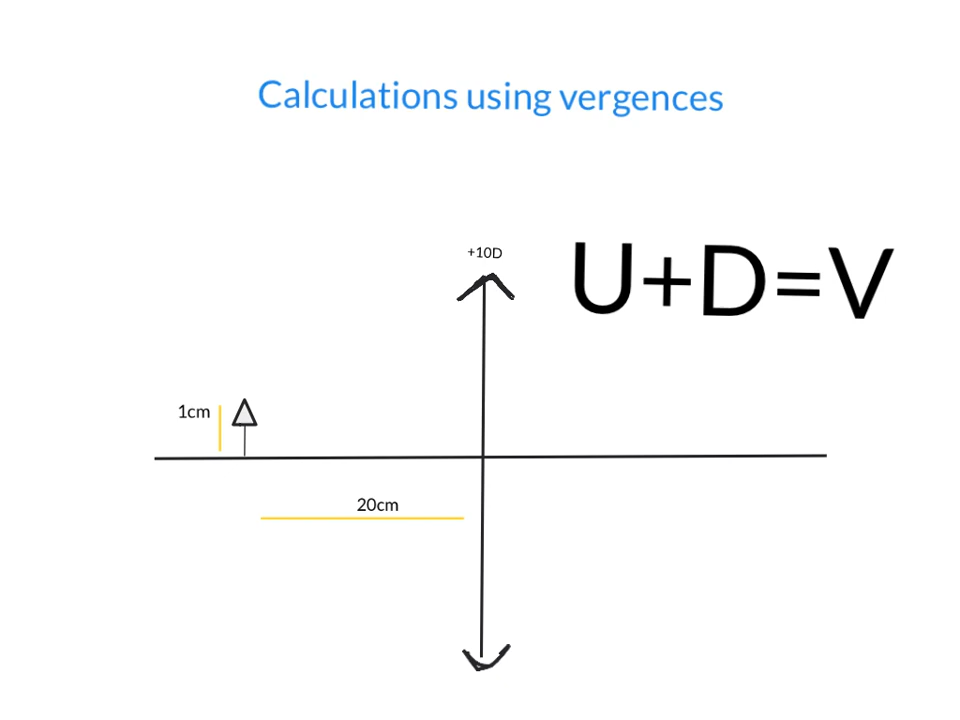 Calculations using vergences
+10D
U+D=V
1cm
20cm